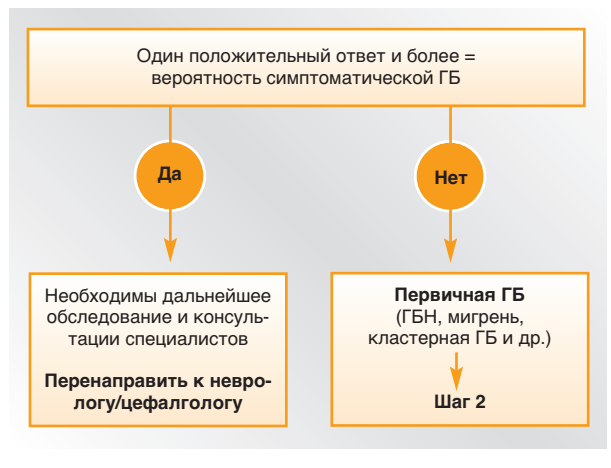 Один положительный ответ и более =
вероятность симптоматической ГБ
Да
Нет
Необходимы дальнейшее
обследование и консуль-
тации специалистов
Перенаправить к невро-
логу/цефалгологу
Первичная ГБ
(ГБН, мигрень,
кластерная ГБ и др.)
Шаг 2